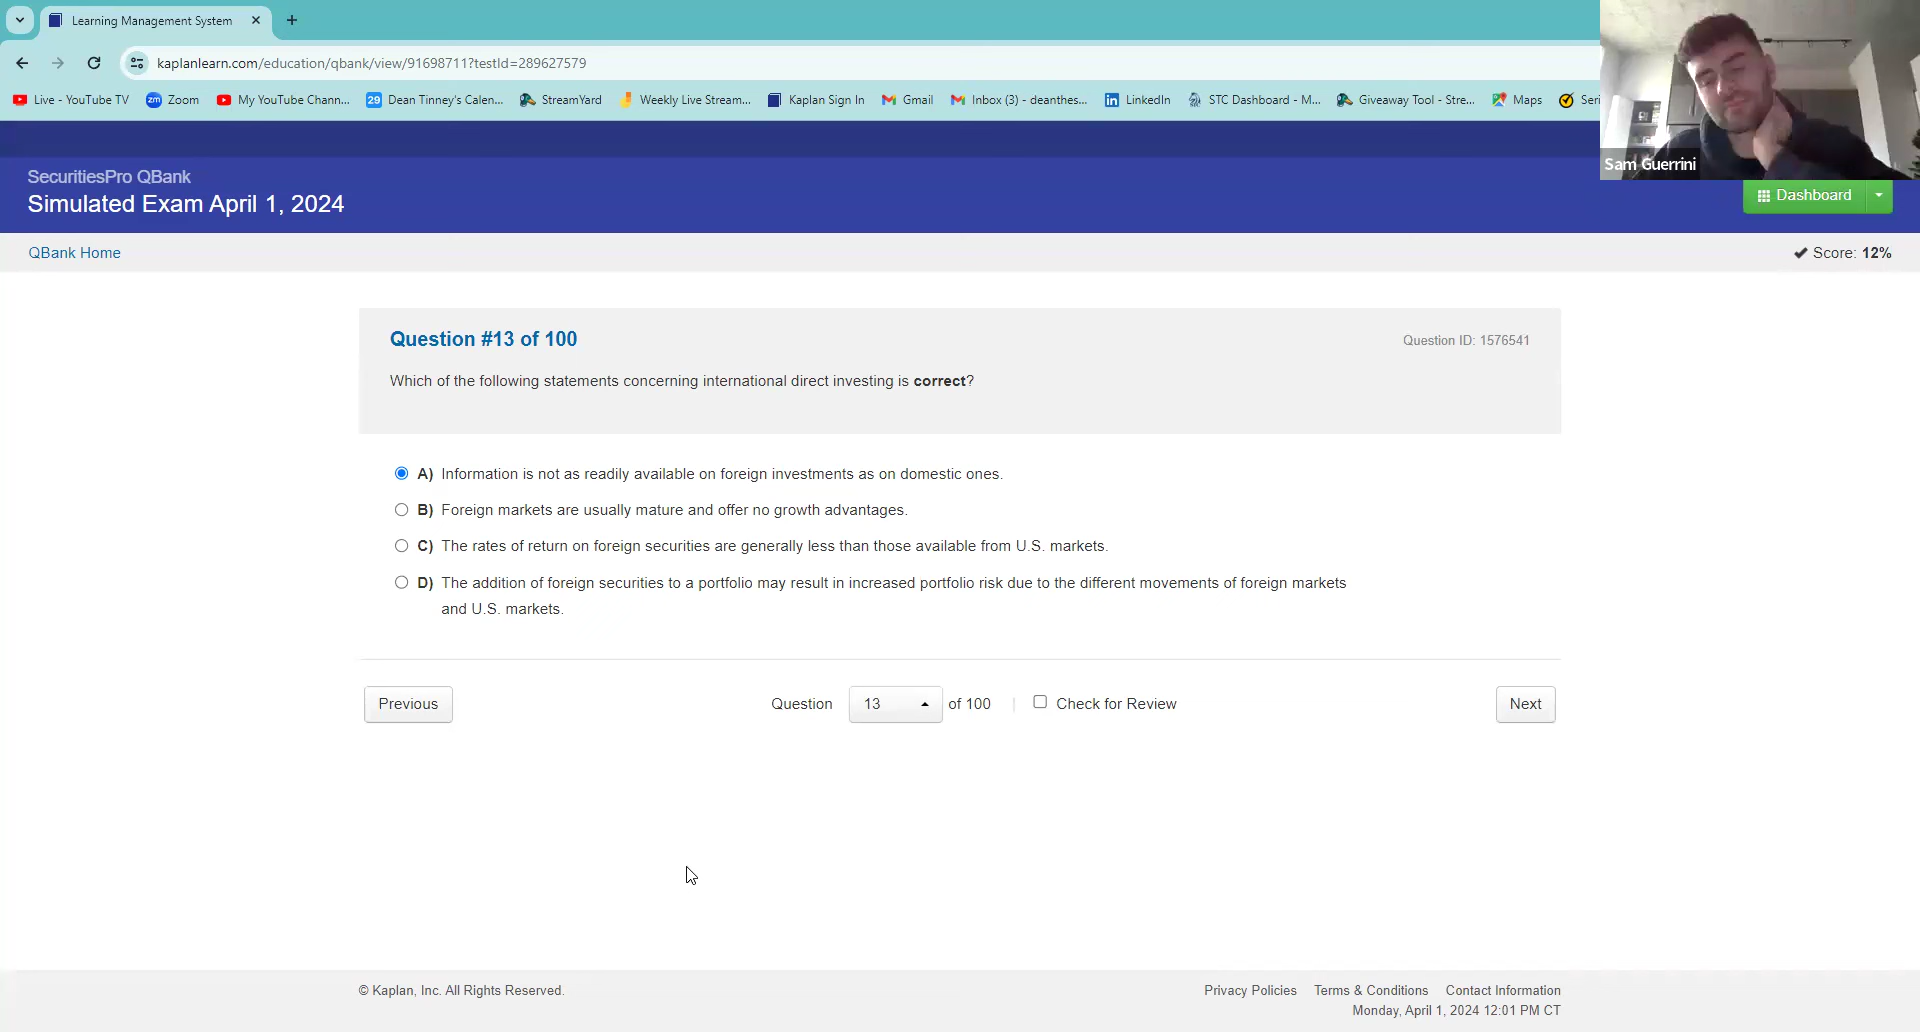 Learning Management System
kaplanlearn.com/education/qbank/view/91698711?testId=289627579
Live - YouTube TV
Zoom
My YouTube Chann...
Dean Tinney's Calen...
StreamYard
Weekly Live Stream...
Kaplan Sign In
Gmail
Inbox (3) - deanthes...
LinkedIn
STC Dashboard - M...
Giveaway Tool - Stre...
Maps
Seri
Sam Guerrini
SecuritiesPro QBank
Simulated Exam April 1, 2024
Dashboard
QBank Home
Score: 12%
Question #13 of 100
Question ID: 1576541
Which of the following statements concerning international direct investing is correct?
A) Information is not as readily available on foreign investments as on domestic ones.
B) Foreign markets are usually mature and offer no growth advantages.
C) The rates of return on foreign securities are generally less than those available from U.S. markets.
D) The addition of foreign securities to a portfolio may result in increased portfolio risk due to the different movements of foreign markets
and U.S. markets.
Previous
Question 13 of 100 | Check for Review
Next
© Kaplan, Inc. All Rights Reserved.
Privacy Policies Terms & Conditions Contact Information
Monday, April 1, 2024 12:01 PM CT